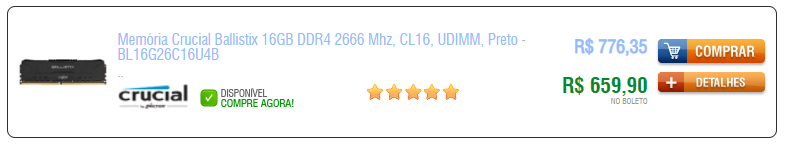 Memória Crucial Ballistix 16GB DDR4 2666 Mhz, CL16, UDIMM, Preto -
BL16G26C16U4B
..
crucial
by micron
DISPONÍVEL
COMPRE AGORA!
R$ 776,35
R$ 659,90
NO BOLETO
COMPRAR
DETALHES